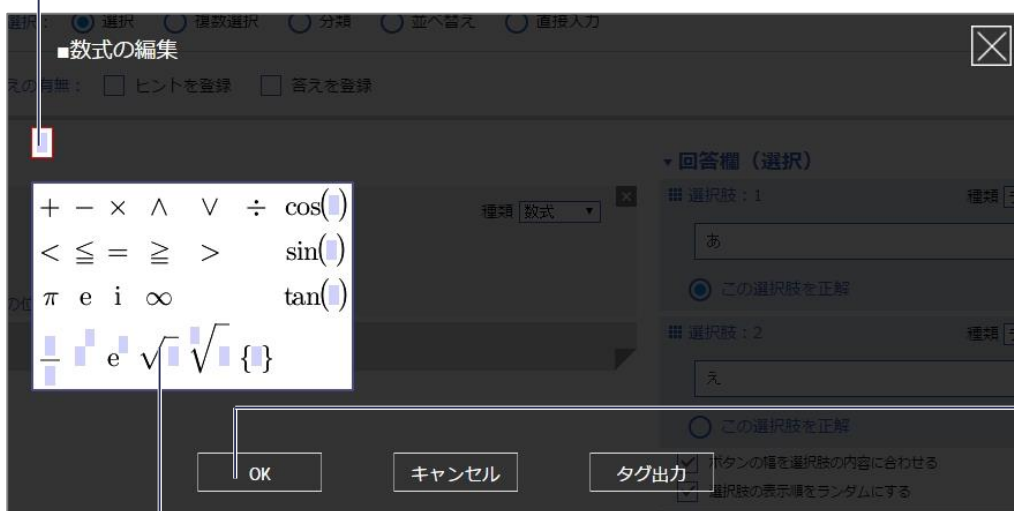 選択： 選択 複数選択 分類 並べ替え 直接入力
■数式の編集
えの有無： ヒントを登録 答えを登録
▼回答欄（選択）
選択肢：1 種類
＋ － × ∧ ∨ ÷ cos( )
種類 数式 ▼
あ
< ≦ = ≧ > sin( )
この選択肢を正解
π e i ∞ tan( )
の位
選択肢：2 種類
e √ √ { }
え
この選択肢を正解
OK キャンセル タグ出力
ボタンの幅を選択肢の内容に合わせる
選択肢の表示順をランダムにする